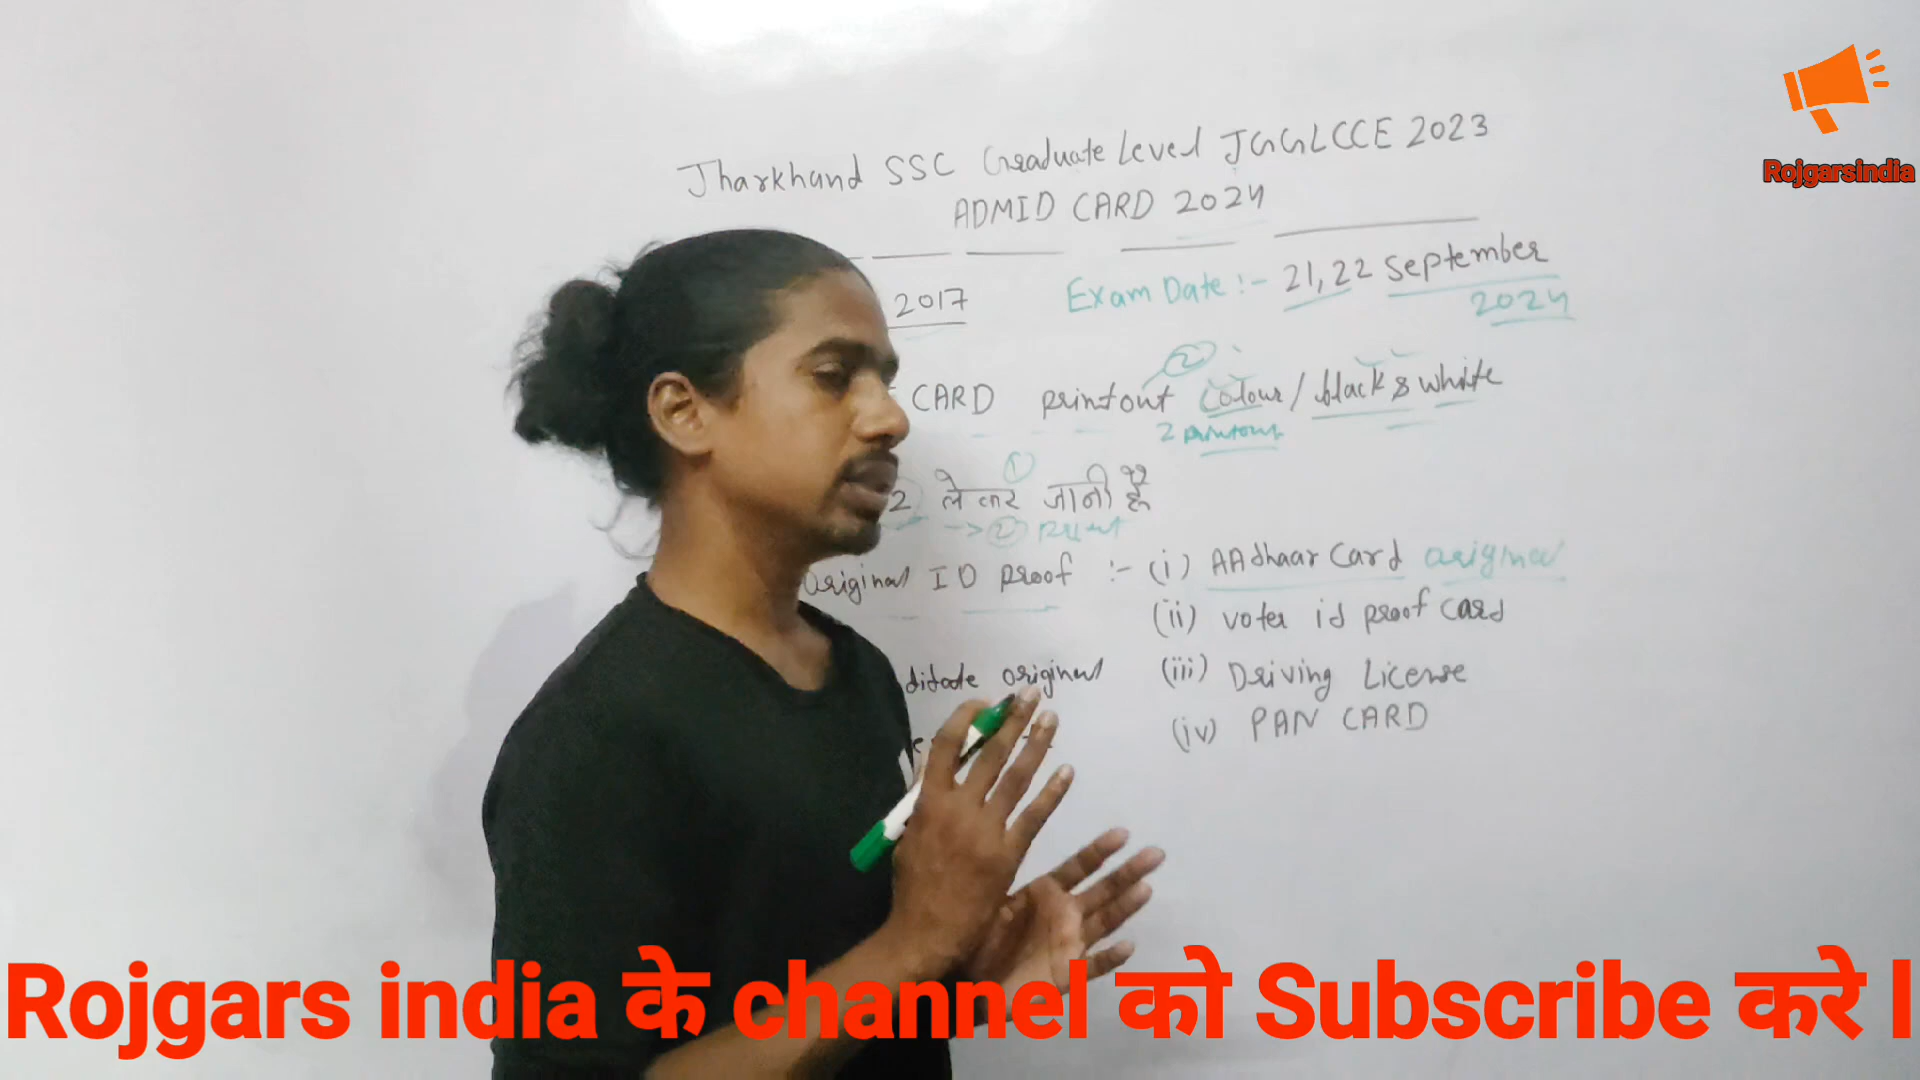 Rojgarsindia
Jharkhand SSC Graduate Level JGGLCCE 2023
ADMID CARD 2024
2017 Exam Date :- 21, 22 September
2024
2
CARD printout Colour / black & white
2 printout
1
2 ले कर जानी है
-> 2 print
Original ID proof :- (i) AAdhaar Card original
(ii) voter id proof card
original (iii) Driving License
(iv) PAN CARD
Rojgars india के channel को Subscribe करे l